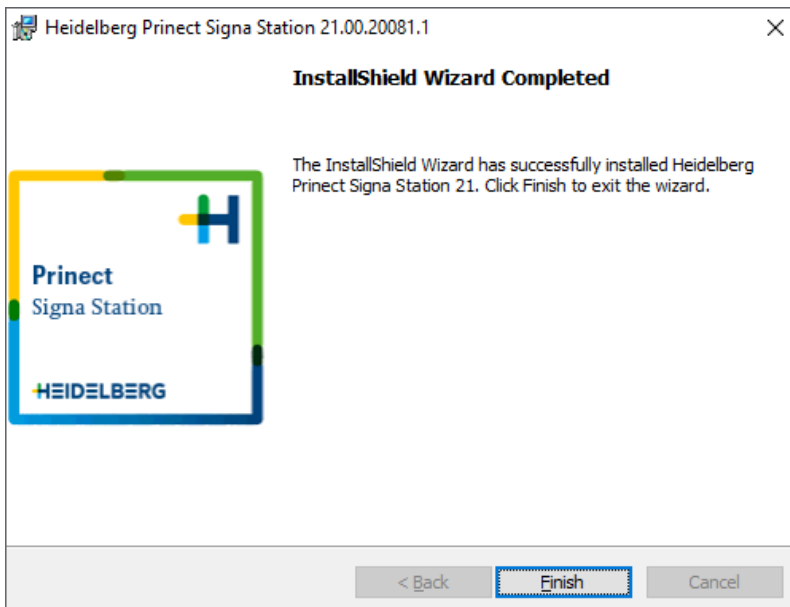 Heidelberg Prinect Signa Station 21.00.20081.1
InstallShield Wizard Completed
The InstallShield Wizard has successfully installed Heidelberg
Prinect Signa Station 21. Click Finish to exit the wizard.
Prinect
Signa Station
HEIDELBERG
< Back
Finish
Cancel